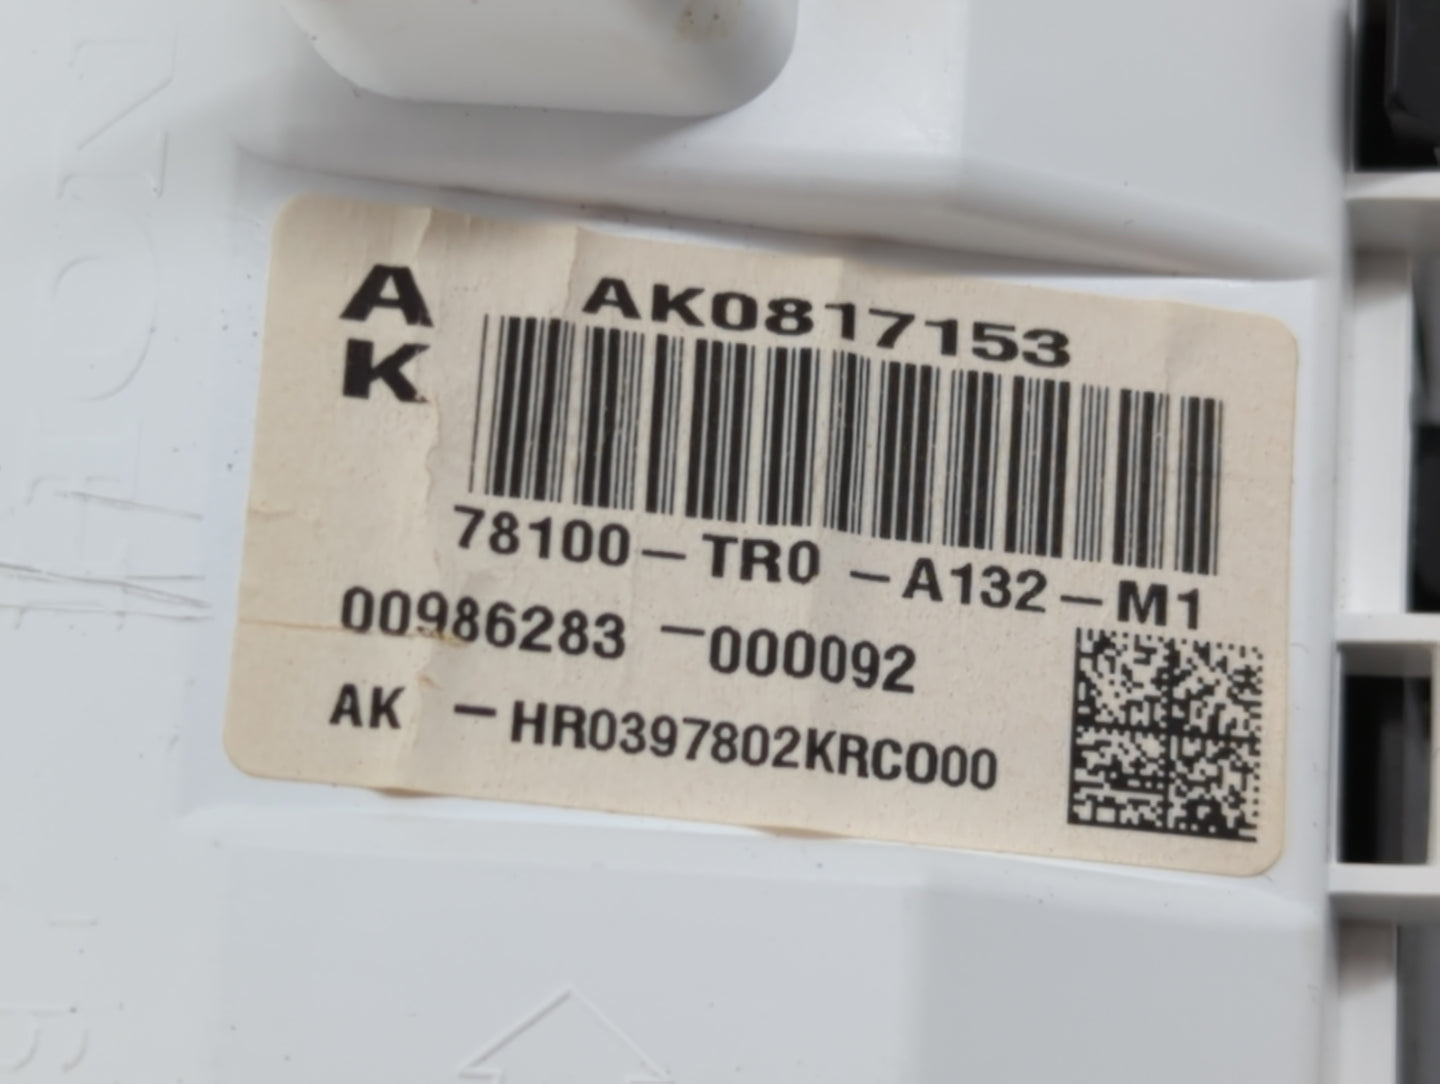 A
K
AK0817153
78100-TR0 -A132-M1
00986283 -000092
AK -HR0397802KRC000